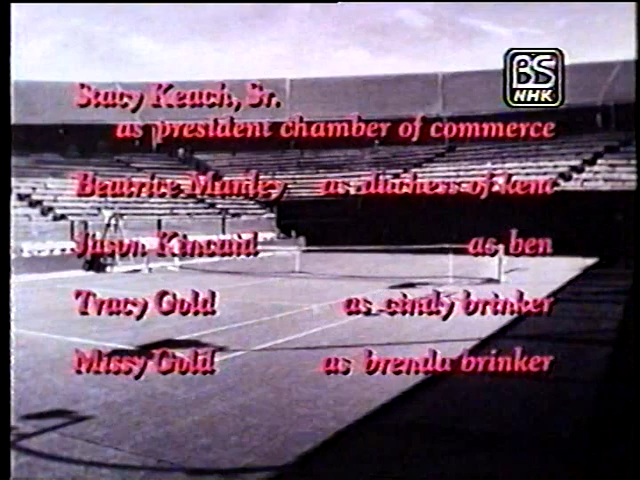 BS
NHK
Stacy Keach, Sr.
as president chamber of commerce
Beatrice Manley as duchess of kent
Jason Kincaid as ben
Tracy Gold as cindy brinker
Missy Gold as brenda brinker